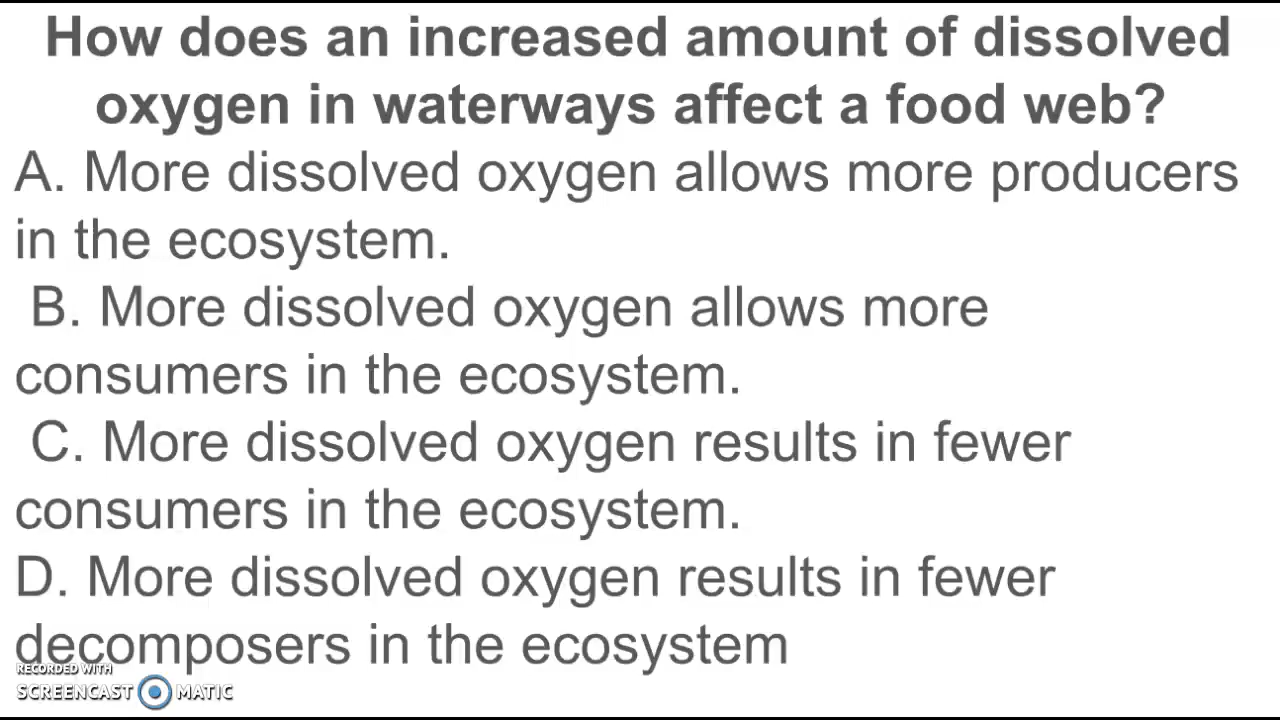 How does an increased amount of dissolved
oxygen in waterways affect a food web?
A. More dissolved oxygen allows more producers
in the ecosystem.
B. More dissolved oxygen allows more
consumers in the ecosystem.
C. More dissolved oxygen results in fewer
consumers in the ecosystem.
D. More dissolved oxygen results in fewer
decomposers in the ecosystem
RECORDED WITH
SCREENCAST MATIC